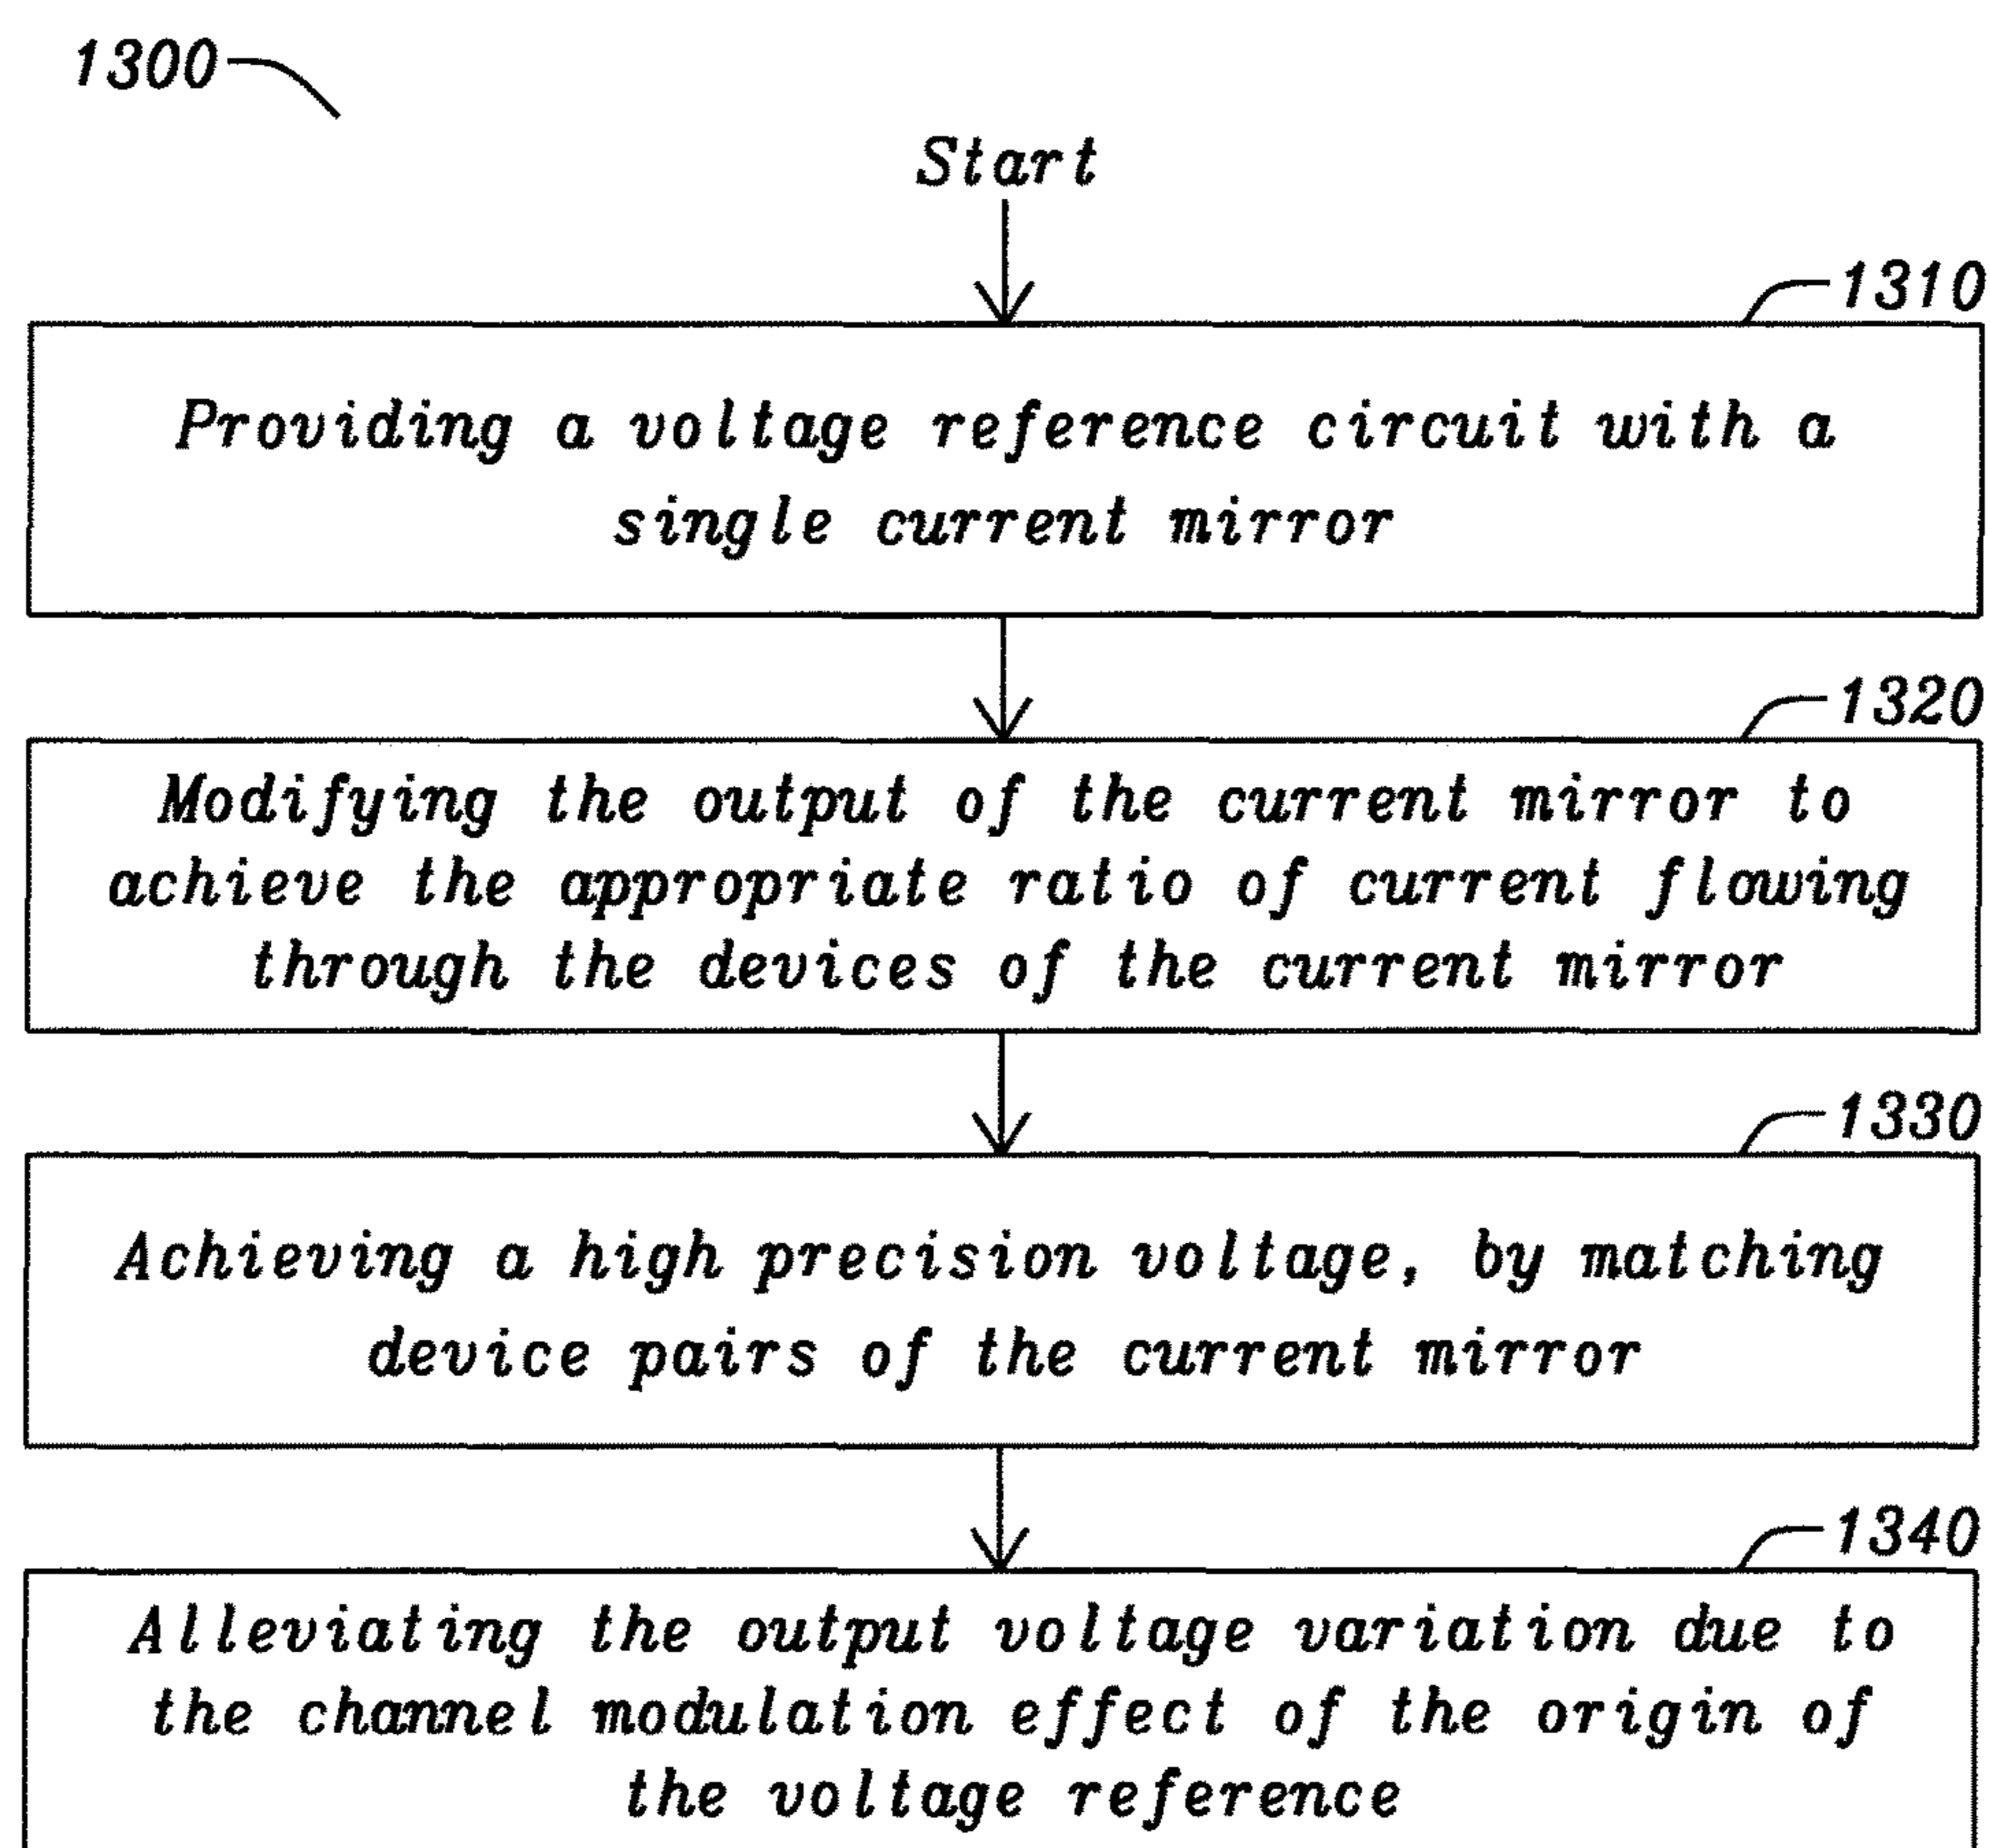 1300
Start
1310
Providing a voltage reference circuit with a
single current mirror
1320
Modifying the output of the current mirror to
achieve the appropriate ratio of current flowing
through the devices of the current mirror
1330
Achieving a high precision voltage, by matching
device pairs of the current mirror
1340
Alleviating the output voltage variation due to
the channel modulation effect of the origin of
the voltage reference